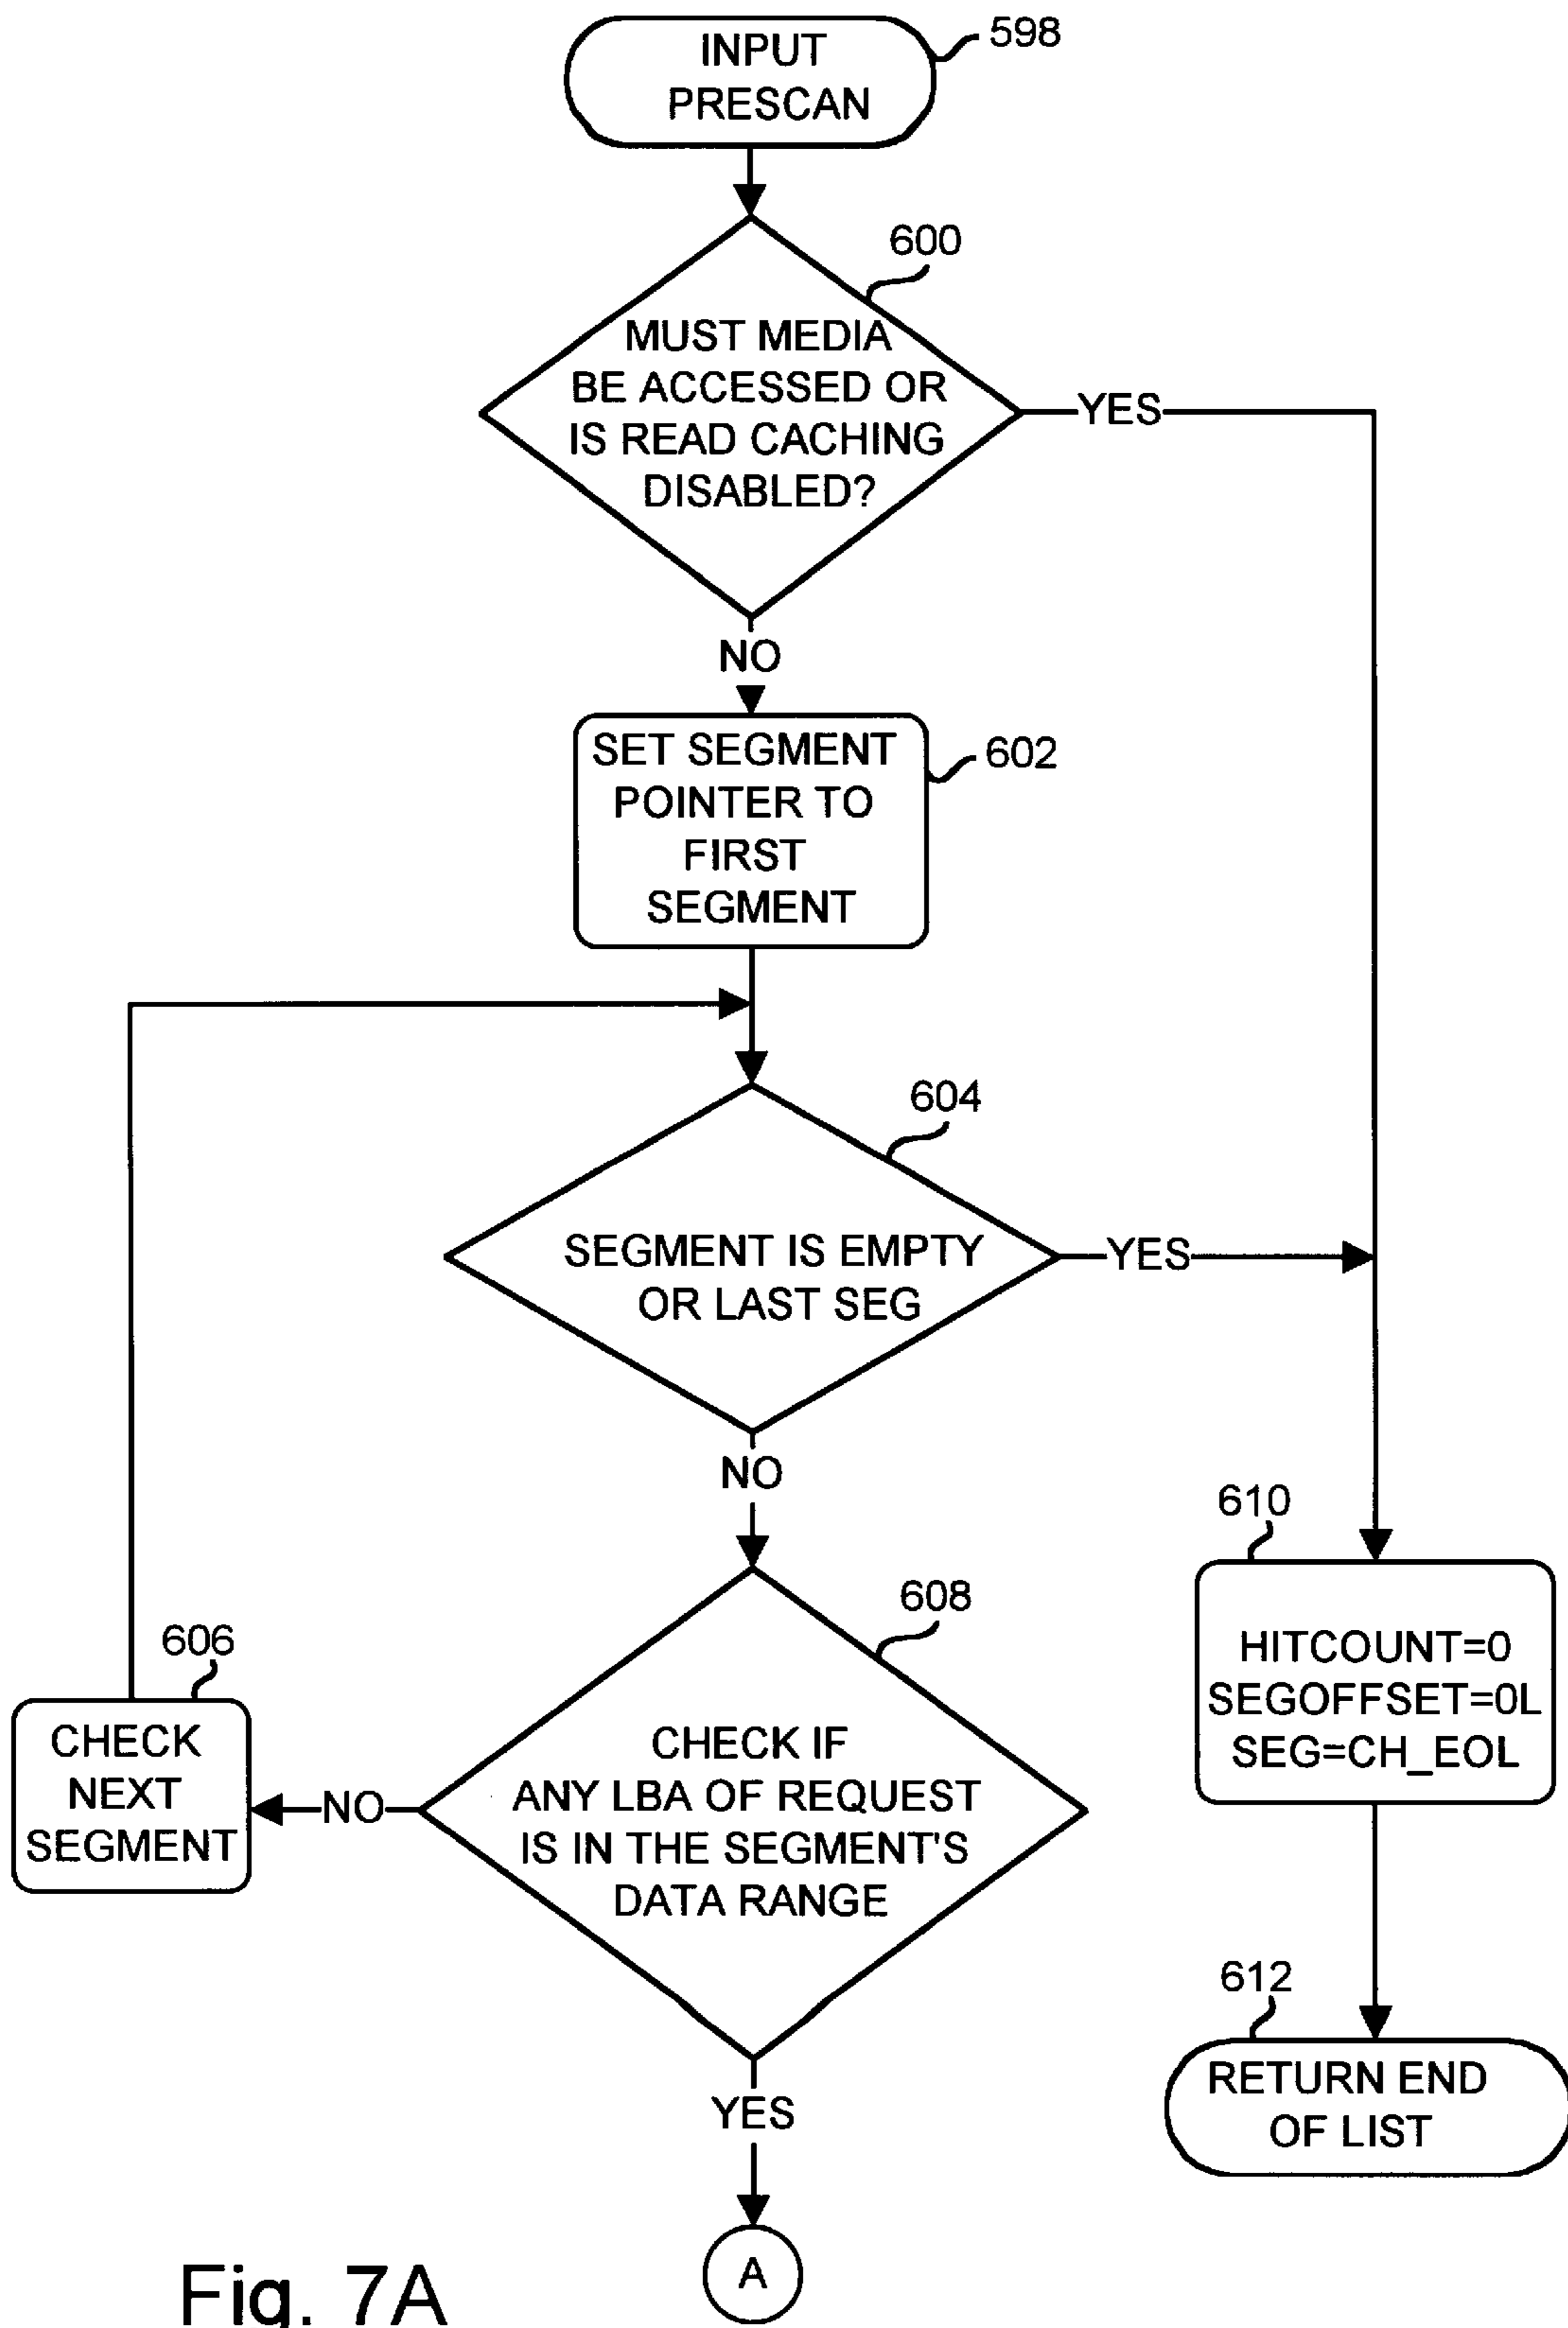 INPUT
PRESCAN
598
600
MUST MEDIA
BE ACCESSED OR
IS READ CACHING
DISABLED?
YES
NO
SET SEGMENT
POINTER TO
FIRST
SEGMENT
602
604
SEGMENT IS EMPTY
OR LAST SEG
YES
NO
606
CHECK
NEXT
SEGMENT
NO
608
CHECK IF
ANY LBA OF REQUEST
IS IN THE SEGMENT'S
DATA RANGE
YES
A
610
HITCOUNT=0
SEGOFFSET=0L
SEG=CH_EOL
612
RETURN END
OF LIST
Fig. 7A